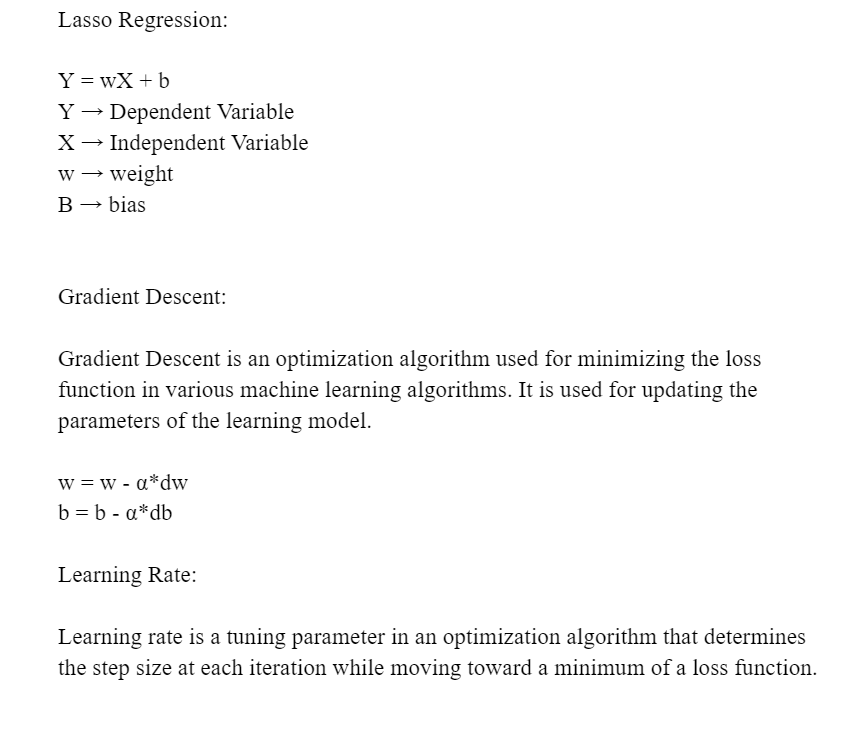 Lasso Regression:
Y = wX + b
Y → Dependent Variable
X → Independent Variable
w → weight
B → bias
Gradient Descent:
Gradient Descent is an optimization algorithm used for minimizing the loss
function in various machine learning algorithms. It is used for updating the
parameters of the learning model.
w = w - α*dw
b = b - α*db
Learning Rate:
Learning rate is a tuning parameter in an optimization algorithm that determines
the step size at each iteration while moving toward a minimum of a loss function.